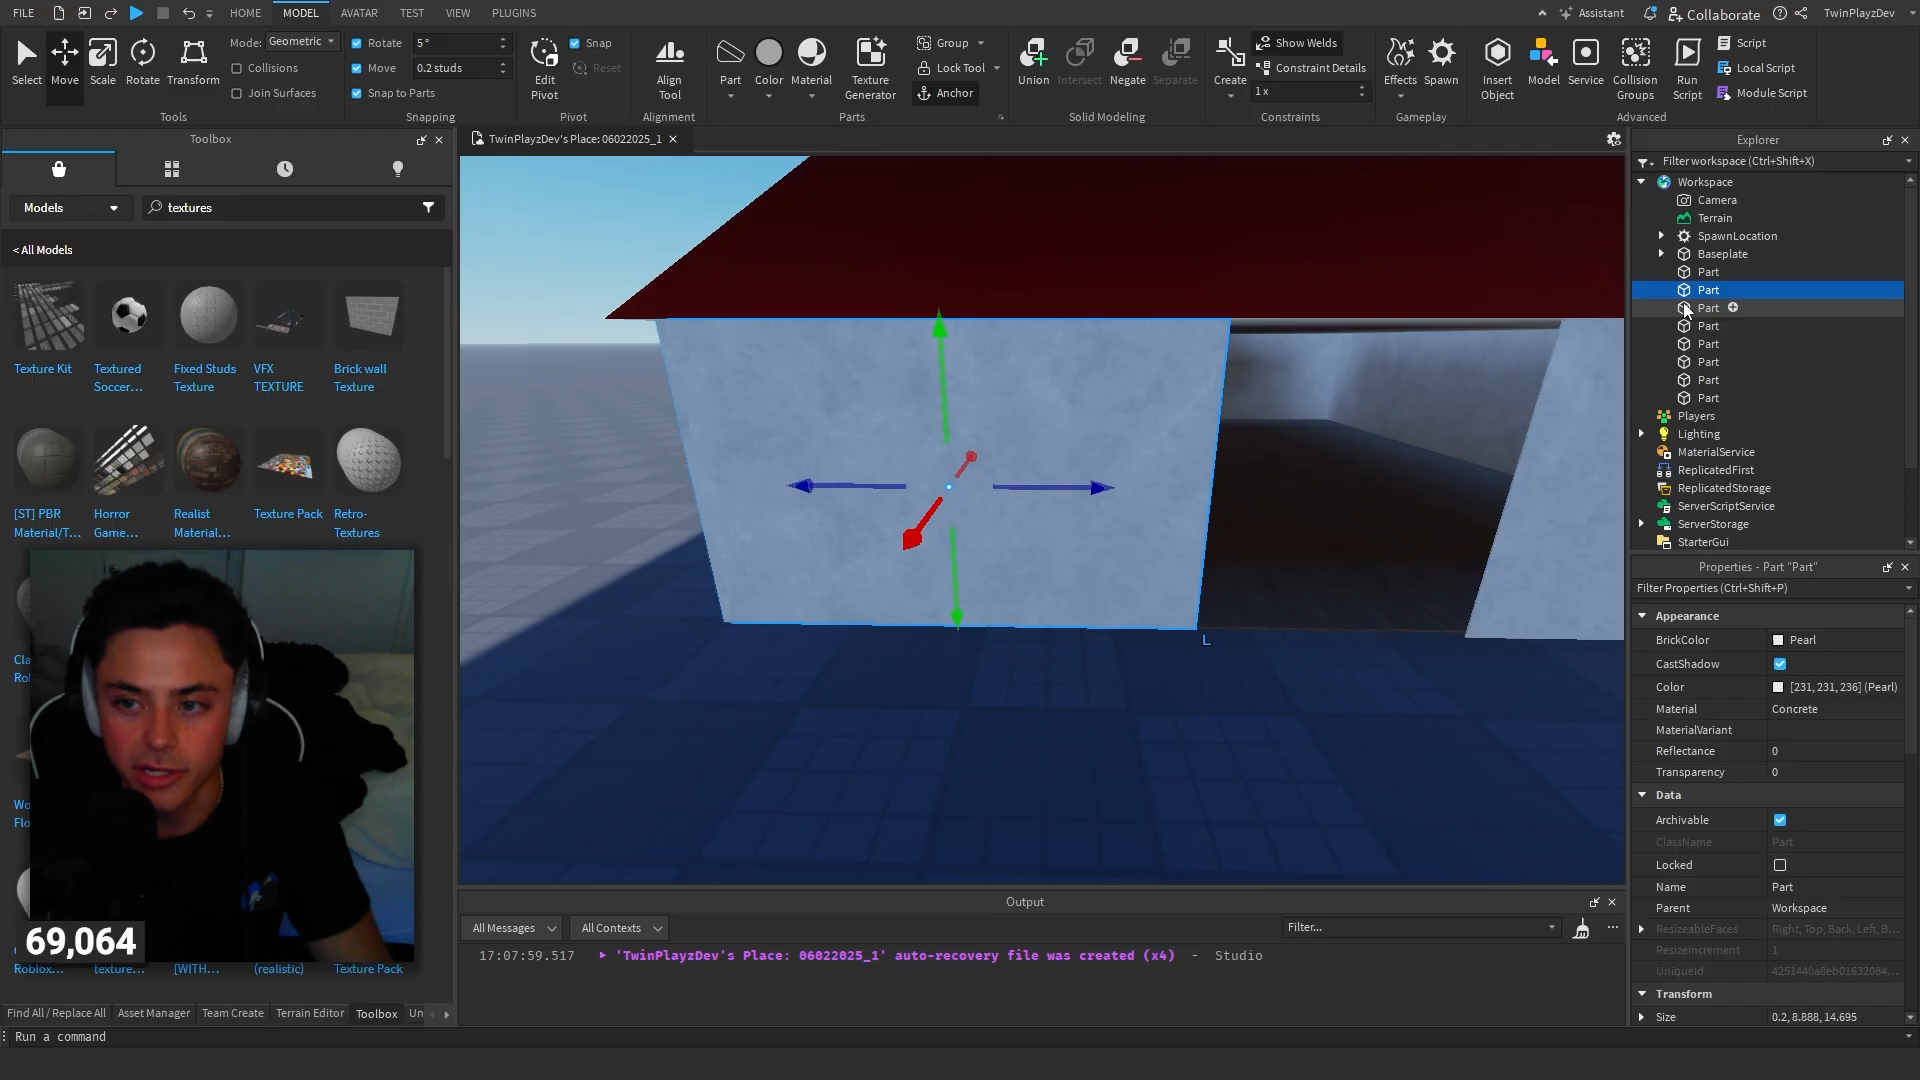 FILE HOME MODEL AVATAR TEST VIEW PLUGINS Assistant Collaborate TwinPlayzDev
Select Move Scale Rotate Transform
Mode: Geometric
Collisions
Join Surfaces
Tools
Rotate 5°
Move 0.2 studs
Snap to Parts
Snapping
Edit Pivot
Snap
Reset
Pivot
Align Tool
Alignment
Part Color Material Texture Generator
Group
Lock Tool
Anchor
Parts
Union Intersect Negate Separate
Solid Modeling
Create
Show Welds
Constraint Details
1 x
Constraints
Effects Spawn
Gameplay
Insert Object Model Service Collision Groups Run Script
Script
Local Script
Module Script
Advanced
Toolbox
Models textures
< All Models
Texture Kit
Textured Soccer...
Fixed Studs Texture
VFX TEXTURE
Brick wall Texture
[ST] PBR Material/T...
Horror Game...
Realist Material...
Texture Pack
Retro-Textures
Cla
Rol
Wo
Flo
69,064
Roblox...
texture...
[WITH...
(realistic)
Texture Pack
Find All / Replace All Asset Manager Team Create Terrain Editor Toolbox Un
Run a command
TwinPlayzDev's Place: 06022025_1
L
Output
All Messages All Contexts Filter...
17:07:59.517 'TwinPlayzDev's Place: 06022025_1' auto-recovery file was created (x4) - Studio
Explorer
Filter workspace (Ctrl+Shift+X)
Workspace
Camera
Terrain
SpawnLocation
Baseplate
Part
Part
Part
Part
Part
Part
Part
Part
Players
Lighting
MaterialService
ReplicatedFirst
ReplicatedStorage
ServerScriptService
ServerStorage
StarterGui
Properties - Part "Part"
Filter Properties (Ctrl+Shift+P)
Appearance
BrickColor Pearl
CastShadow
Color [231, 231, 236] (Pearl)
Material Concrete
MaterialVariant
Reflectance 0
Transparency 0
Data
Archivable
ClassName Part
Locked
Name Part
Parent Workspace
ResizeableFaces Right, Top, Back, Left, B...
ResizeIncrement 1
UniqueId 4251440a8eb01632084...
Transform
Size 0.2, 8.888, 14.695